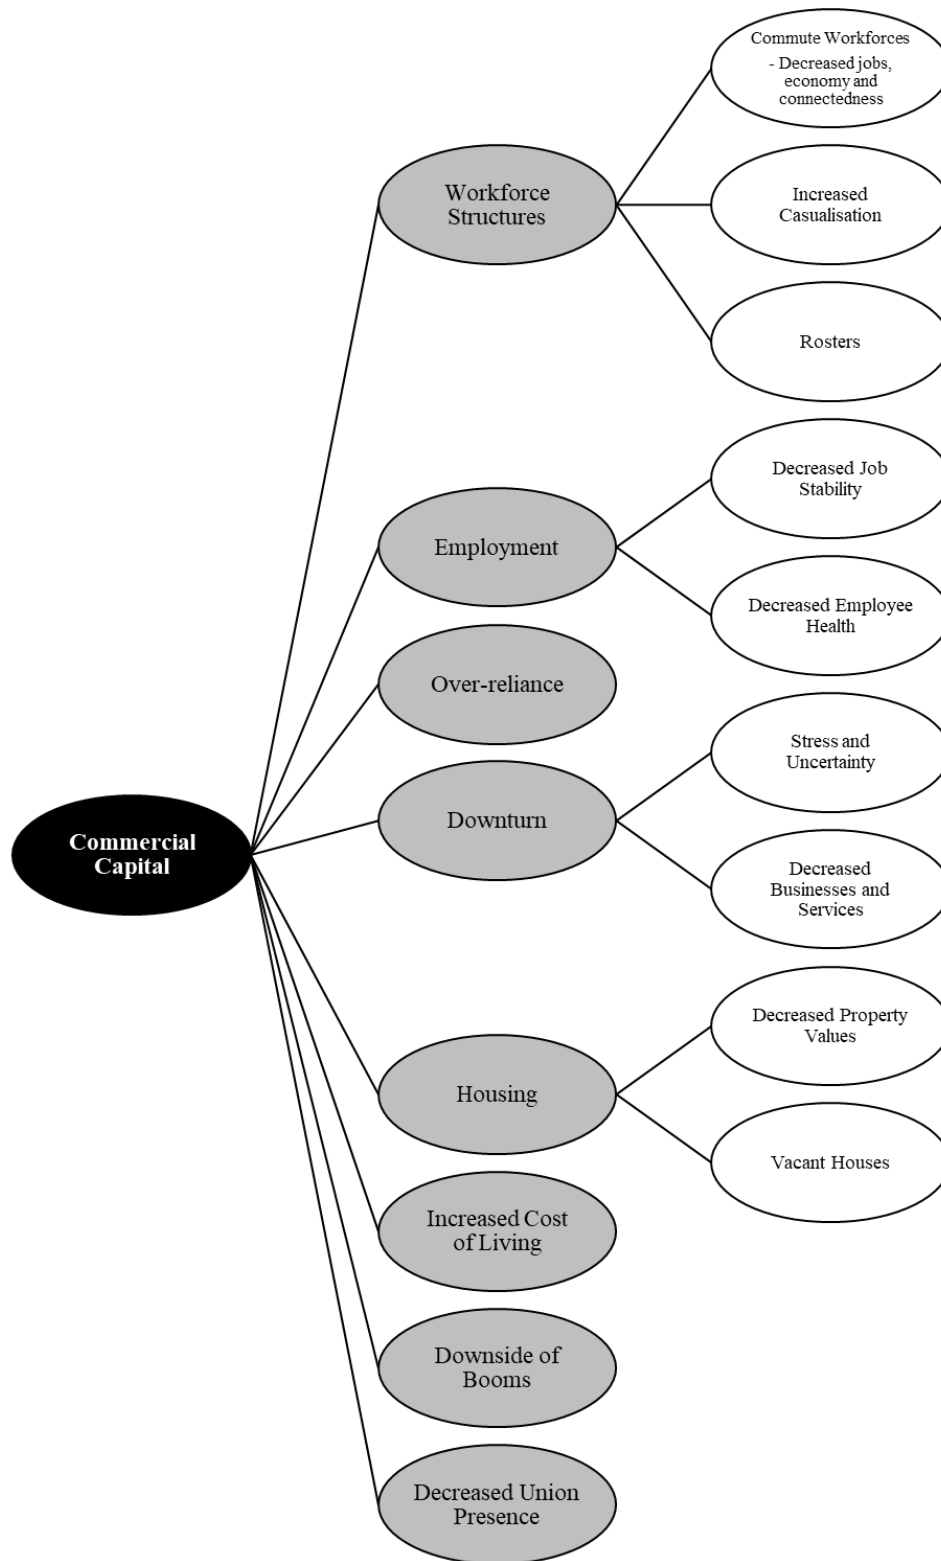 Commute Workforces
- Decreased jobs,
economy and
connectedness
Workforce
Structures
Increased
Casualisation
Rosters
Decreased Job
Stability
Employment
Decreased Employee
Health
Over-reliance
Stress and
Uncertainty
Downturn
Decreased
Businesses and
Services
Commercial
Capital
Decreased Property
Values
Housing
Vacant Houses
Increased Cost
of Living
Downside of
Booms
Decreased Union
Presence